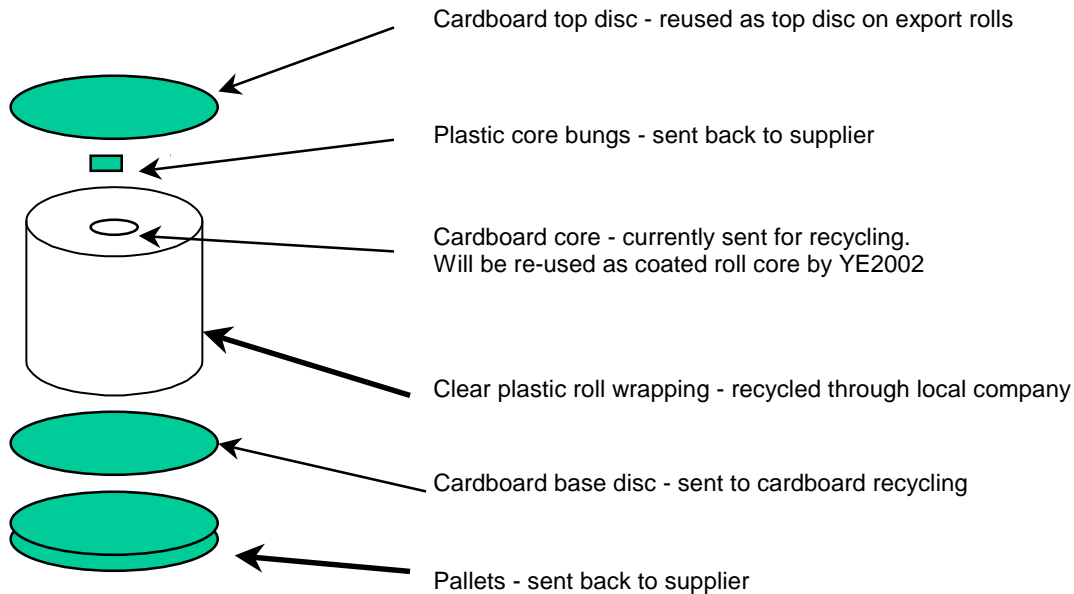 Cardboard top disc - reused as top disc on export rolls
Plastic core bungs - sent back to supplier
Cardboard core - currently sent for recycling.
Will be re-used as coated roll core by YE2002
Clear plastic roll wrapping - recycled through local company
Cardboard base disc - sent to cardboard recycling
Pallets - sent back to supplier